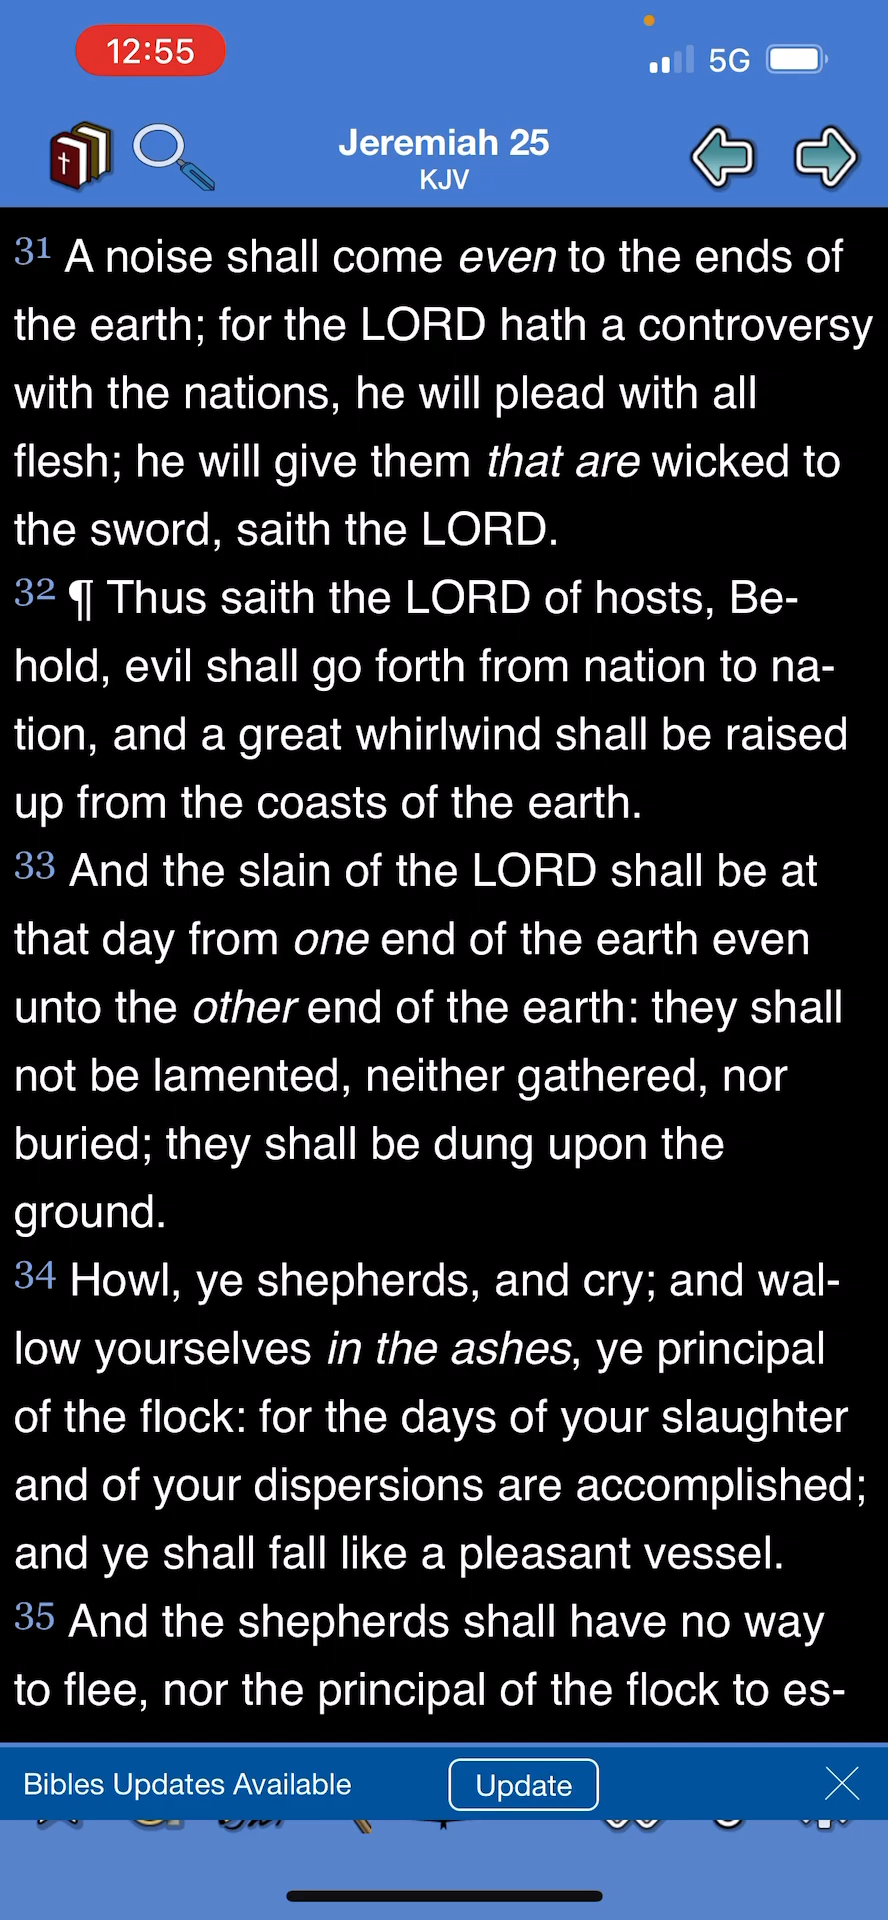 12:55
5G
Jeremiah 25
KJV
31 A noise shall come even to the ends of
the earth; for the LORD hath a controversy
with the nations, he will plead with all
flesh; he will give them that are wicked to
the sword, saith the LORD.
32 ¶ Thus saith the LORD of hosts, Be-
hold, evil shall go forth from nation to na-
tion, and a great whirlwind shall be raised
up from the coasts of the earth.
33 And the slain of the LORD shall be at
that day from one end of the earth even
unto the other end of the earth: they shall
not be lamented, neither gathered, nor
buried; they shall be dung upon the
ground.
34 Howl, ye shepherds, and cry; and wal-
low yourselves in the ashes, ye principal
of the flock: for the days of your slaughter
and of your dispersions are accomplished;
and ye shall fall like a pleasant vessel.
35 And the shepherds shall have no way
to flee, nor the principal of the flock to es-
Bibles Updates Available
Update